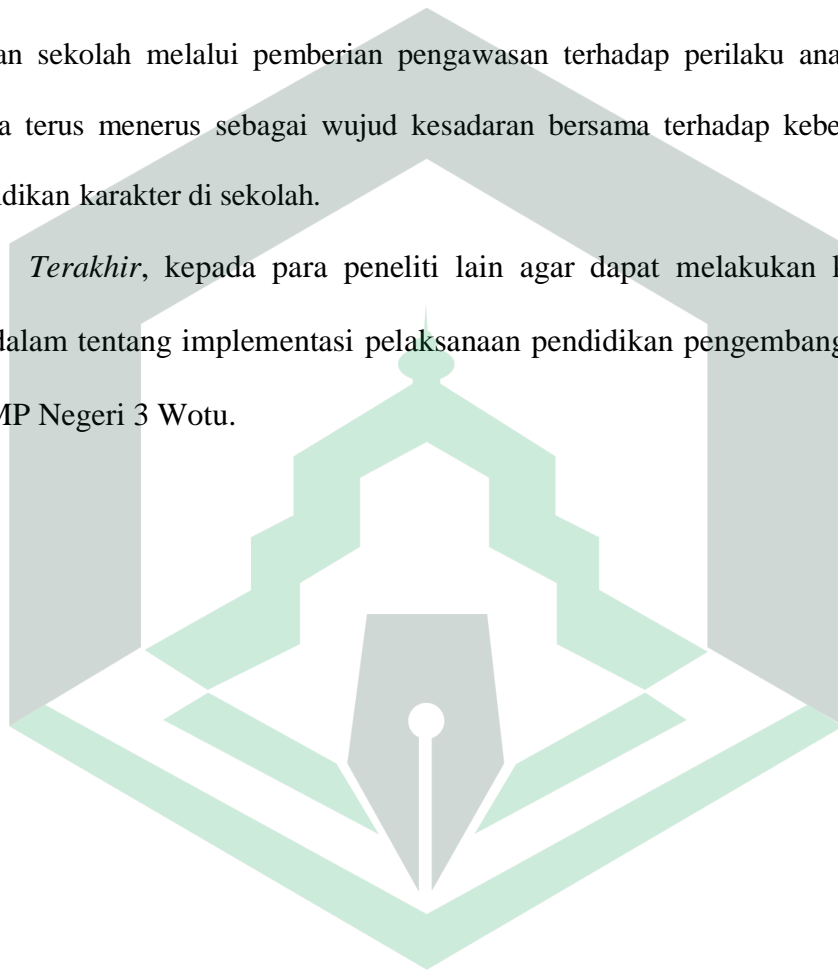 an sekolah melalui pemberian pengawasan terhadap perilaku ana
a terus menerus sebagai wujud kesadaran bersama terhadap kebe
didikan karakter di sekolah.
Terakhir, kepada para peneliti lain agar dapat melakukan k
dalam tentang implementasi pelaksanaan pendidikan pengembang
MP Negeri 3 Wotu.